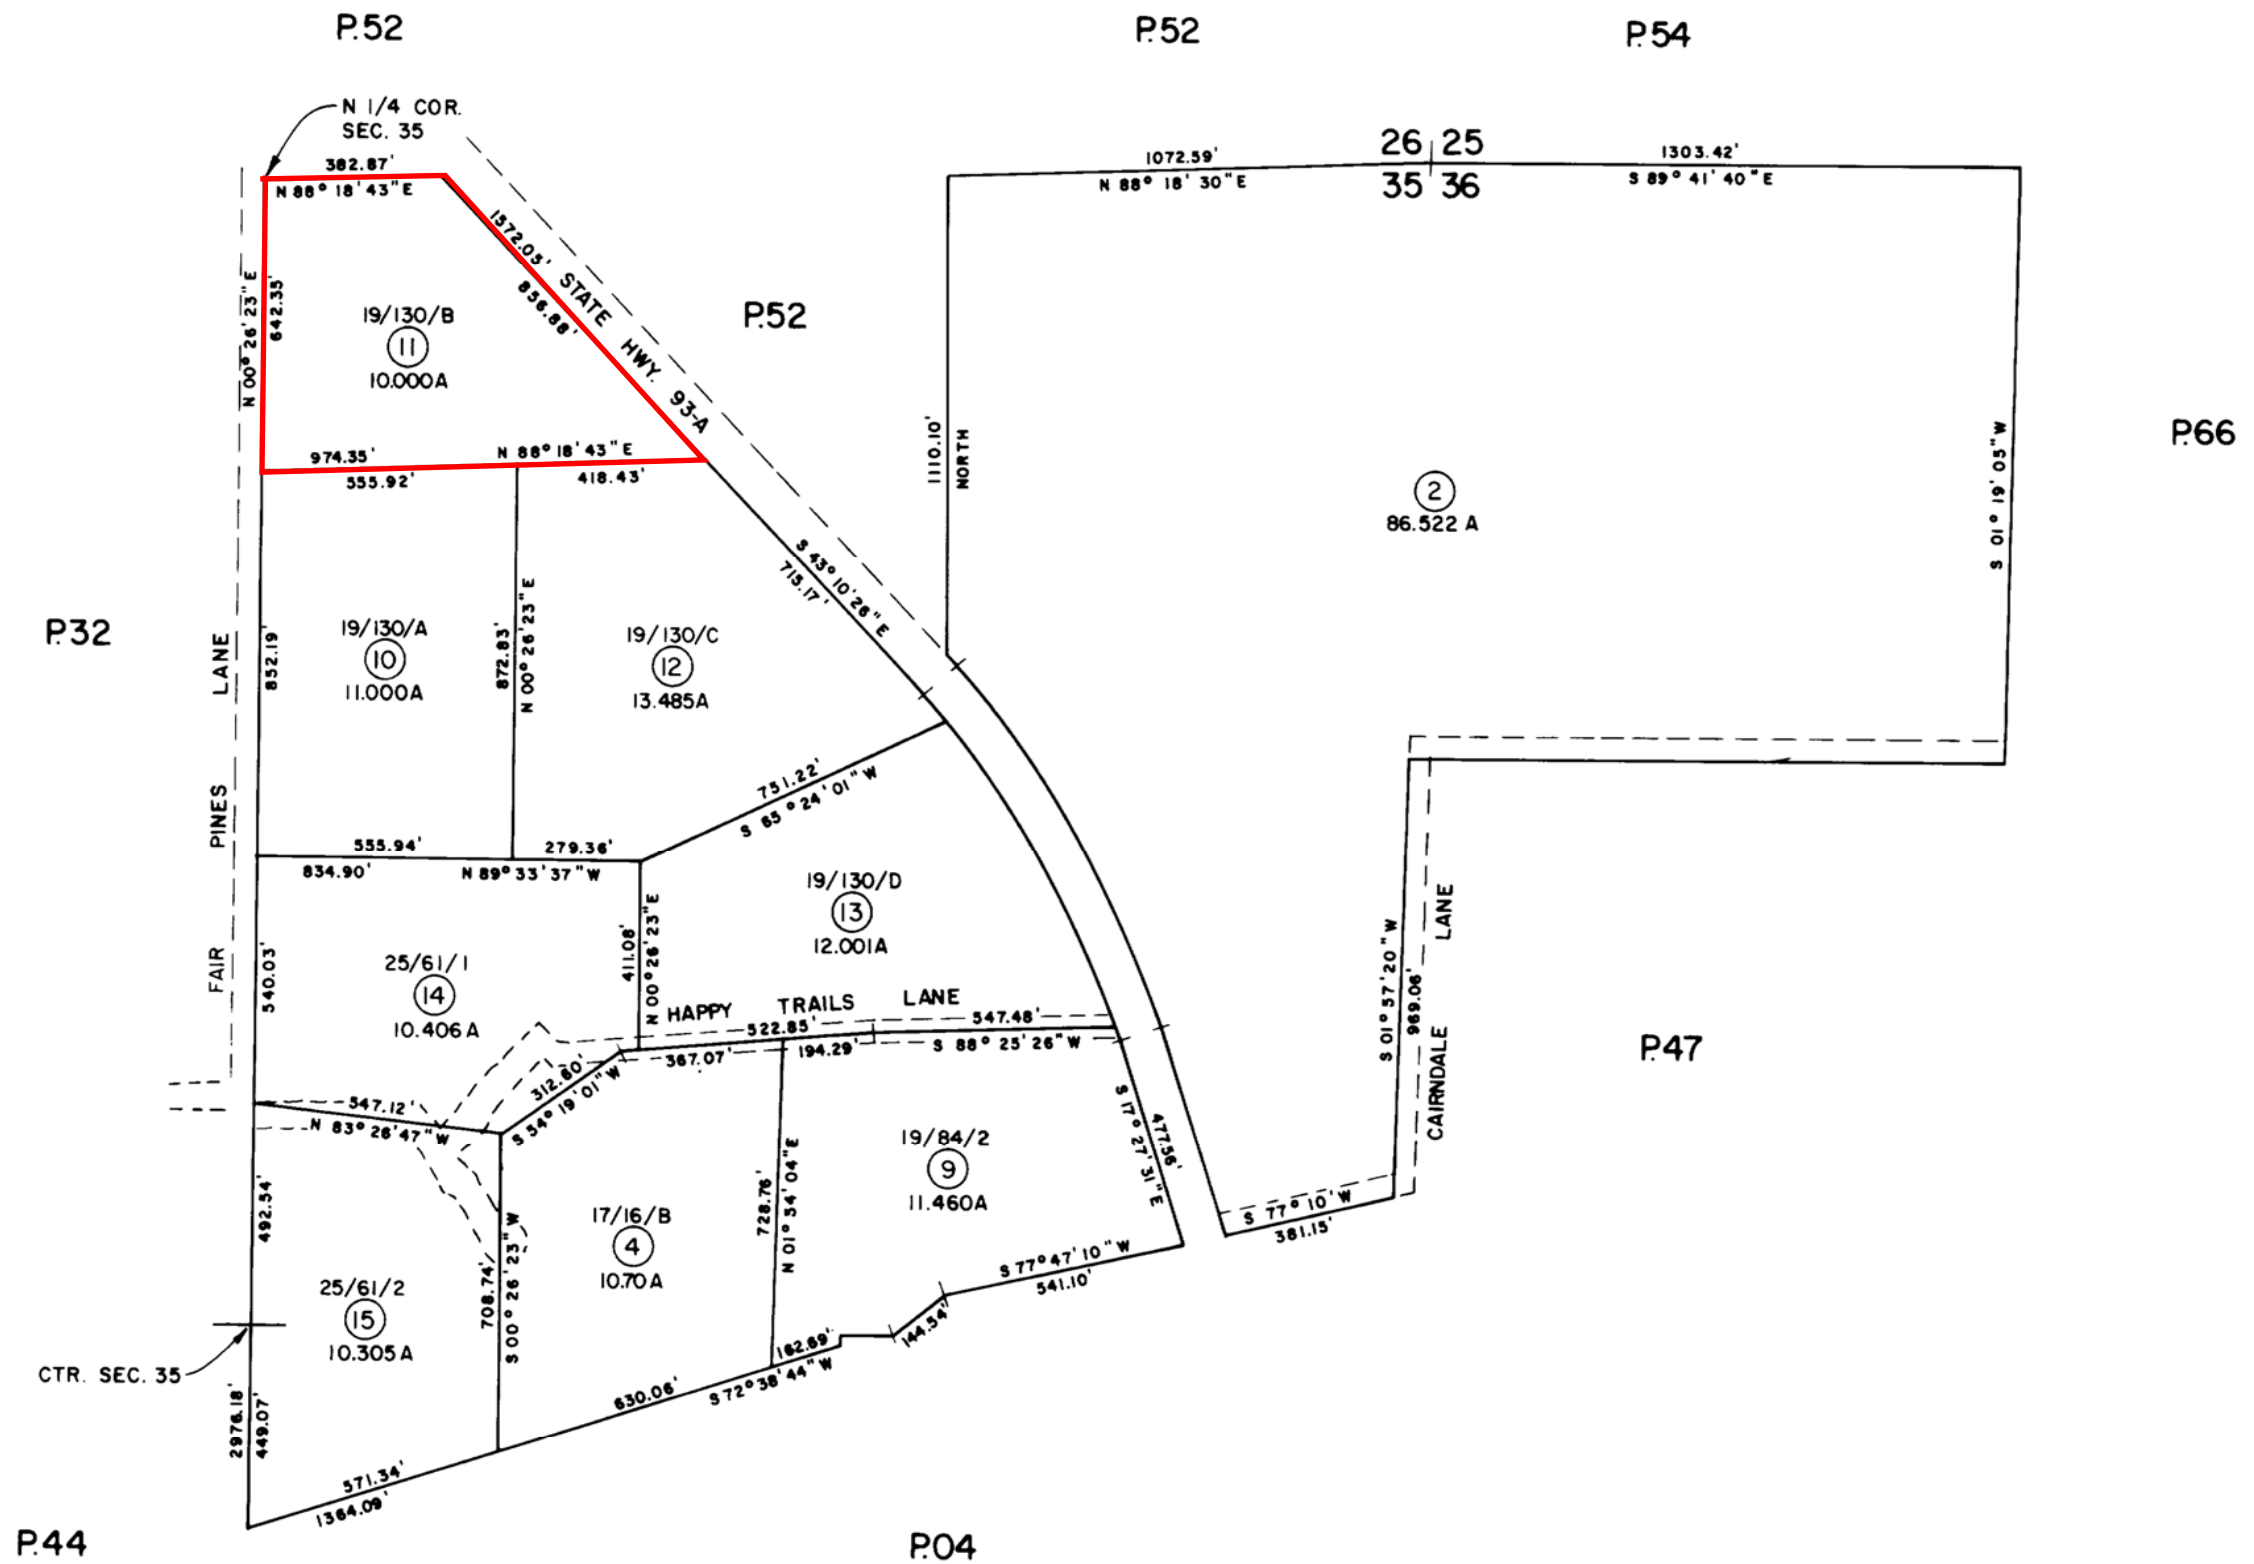 P.52
P.52
P.54
N 1/4 COR.
SEC. 35
382.87'
N 88° 18' 43" E
26 25
35 36
1072.59'
N 88° 18' 30" E
1303.42'
S 89° 41' 40" E
N 00° 26' 23" E
642.35'
1572.05'
856.88'
STATE HWY. 93-A
P.52
19/130/B
11
10.000A
1110.10'
NORTH
2
86.522 A
S 01° 19' 05" W
P.66
974.35'
N 88° 18' 43" E
555.92'
418.43'
S 43° 10' 26" E
715.17'
P.32
FAIR PINES LANE
852.19'
19/130/A
10
11.000A
872.83'
N 00° 26' 23" E
19/130/C
12
13.485A
751.22'
S 65° 24' 01" W
555.94'
279.36'
834.90'
N 89° 33' 37" W
19/130/D
13
12.001A
540.03'
25/61/1
14
10.406A
411.08'
N 00° 26' 23" E
HAPPY TRAILS LANE
522.85'
547.48'
367.07'
194.29'
S 88° 25' 26" W
S 01° 57' 20" W
969.06'
CAIRNDALE LANE
P.47
547.12'
N 83° 26' 47" W
312.60'
S 54° 19' 01" W
S 17° 27' 31" E
477.56'
19/84/2
9
11.460A
728.76'
N 01° 54' 04" E
17/16/B
4
10.70A
492.54'
25/61/2
15
10.305A
708.74'
S 00° 26' 23" W
S 77° 10' W
381.15'
S 77° 47' 10" W
541.10'
144.54'
162.69'
S 72° 38' 44" W
630.06'
CTR. SEC. 35
2976.18'
449.07'
571.34'
1364.09'
P.44
P.04